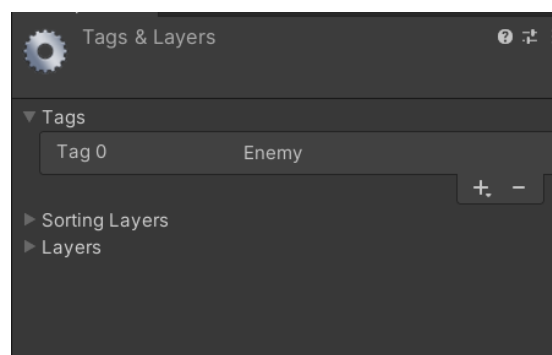 Tags & Layers
Tags
Tag 0 Enemy
Sorting Layers
Layers